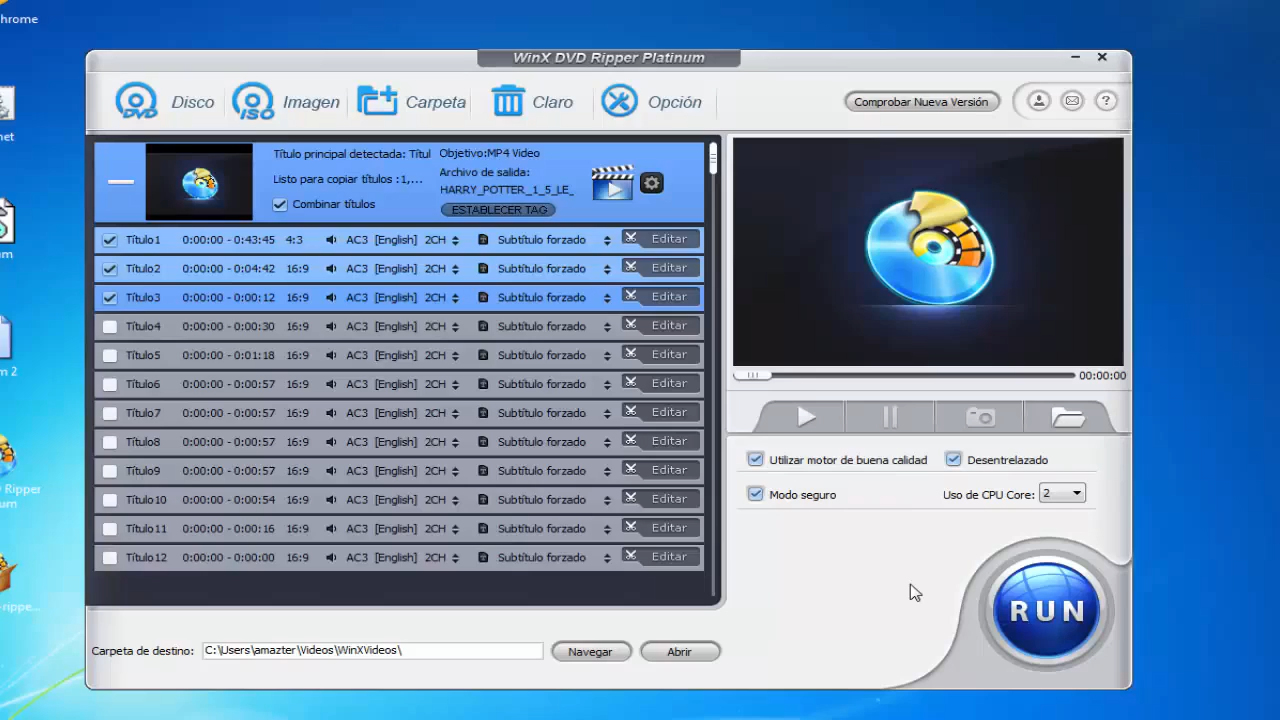 hrome
WinX DVD Ripper Platinum
DVD Disco ISO Imagen Carpeta Claro Opción Comprobar Nueva Versión ?
net
Título principal detectada: Títul Objetivo:MP4 Video
Listo para copiar títulos :1,... Archivo de salida:
HARRY_POTTER_1_5_LE_
Combinar títulos ESTABLECER TAG
Título1 0:00:00 - 0:43:45 4:3 AC3 [English] 2CH Subtítulo forzado Editar
Título2 0:00:00 - 0:04:42 16:9 AC3 [English] 2CH Subtítulo forzado Editar
Título3 0:00:00 - 0:00:12 16:9 AC3 [English] 2CH Subtítulo forzado Editar
Título4 0:00:00 - 0:00:30 16:9 AC3 [English] 2CH Subtítulo forzado Editar
Título5 0:00:00 - 0:01:18 16:9 AC3 [English] 2CH Subtítulo forzado Editar
Título6 0:00:00 - 0:00:57 16:9 AC3 [English] 2CH Subtítulo forzado Editar
Título7 0:00:00 - 0:00:57 16:9 AC3 [English] 2CH Subtítulo forzado Editar
Título8 0:00:00 - 0:00:57 16:9 AC3 [English] 2CH Subtítulo forzado Editar
Título9 0:00:00 - 0:00:57 16:9 AC3 [English] 2CH Subtítulo forzado Editar
Título10 0:00:00 - 0:00:54 16:9 AC3 [English] 2CH Subtítulo forzado Editar
Título11 0:00:00 - 0:00:16 16:9 AC3 [English] 2CH Subtítulo forzado Editar
Título12 0:00:00 - 0:00:00 16:9 AC3 [English] 2CH Subtítulo forzado Editar
00:00:00
Utilizar motor de buena calidad Desentrelazado
Modo seguro Uso de CPU Core: 2
RUN
Carpeta de destino: C:\Users\amazter\Videos\WinXVideos\ Navegar Abrir
m 2
D Ripper
num
rippe...